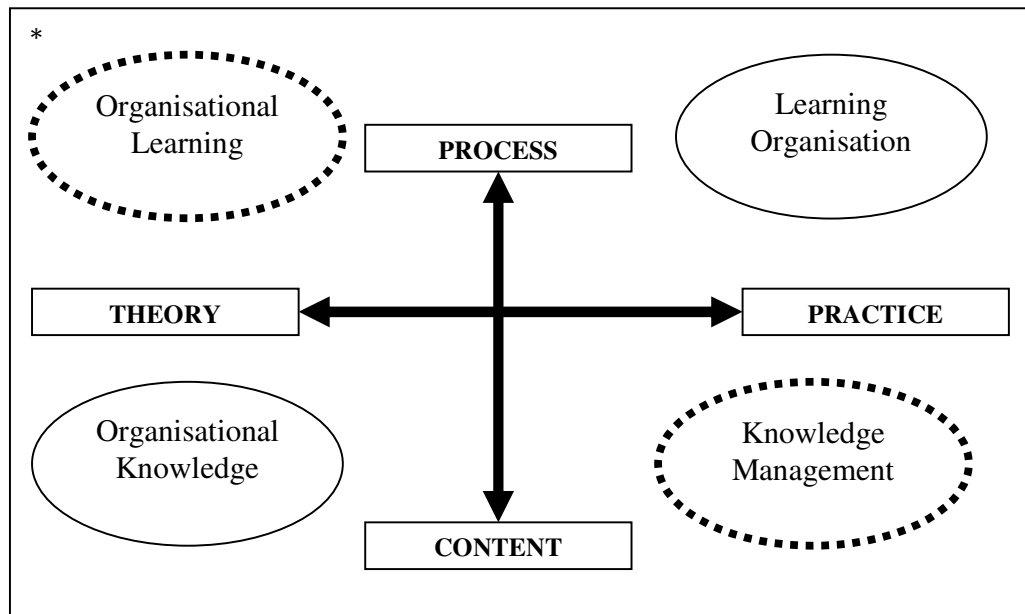 *
Organisational
Learning
Learning
Organisation
PROCESS
THEORY
PRACTICE
Organisational
Knowledge
Knowledge
Management
CONTENT